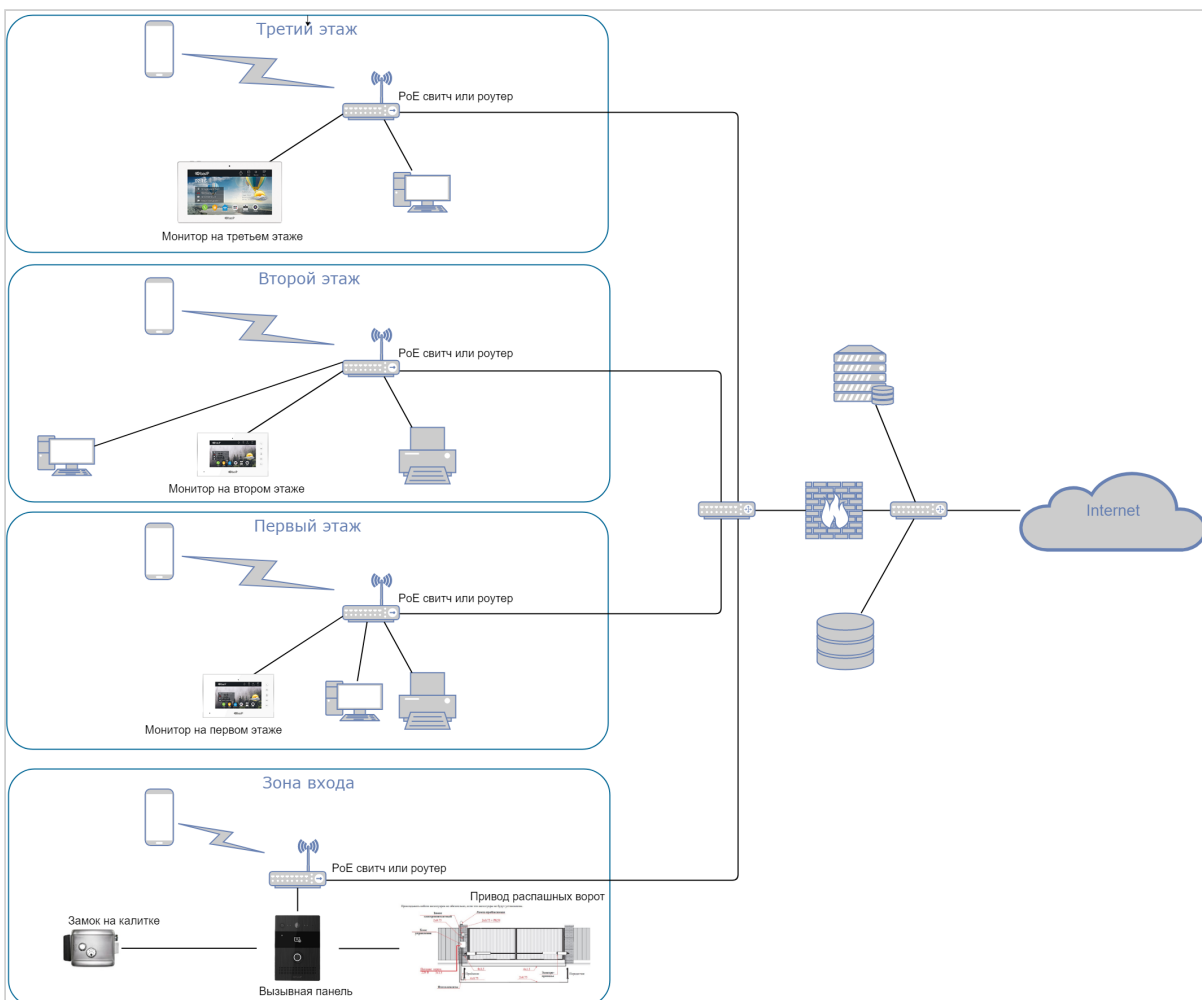 Третий этаж
PoE свитч или роутер
Монитор на третьем этаже
Второй этаж
PoE свитч или роутер
Монитор на втором этаже
Первый этаж
PoE свитч или роутер
Монитор на первом этаже
Internet
Зона входа
PoE свитч или роутер
Привод распашных ворот
Замок на калитке
Вызывная панель